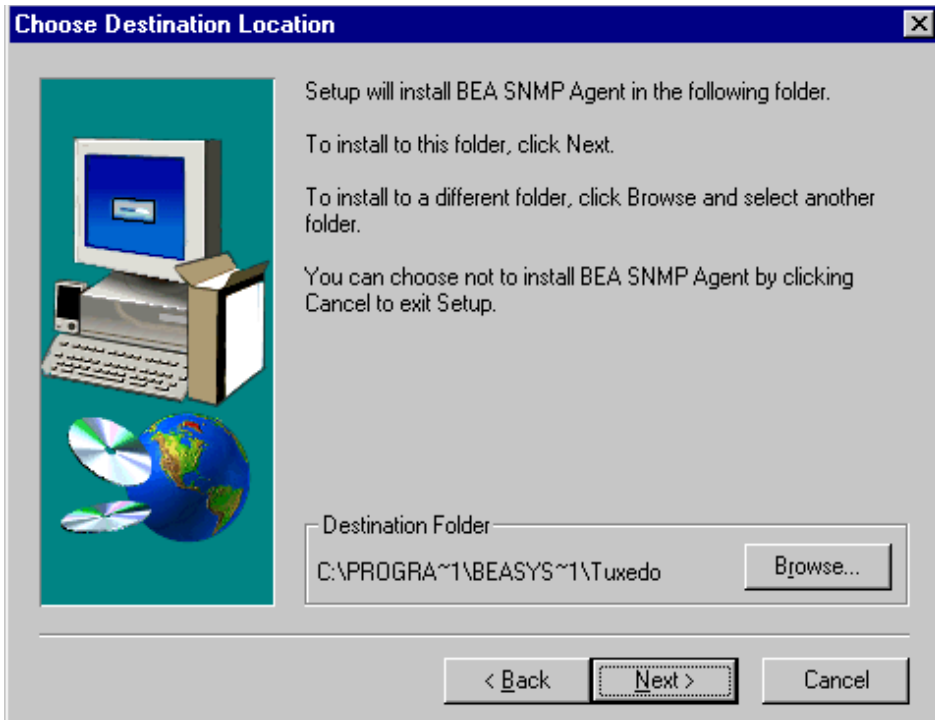 Choose Destination Location
Setup will install BEA SNMP Agent in the following folder.
To install to this folder, click Next.
To install to a different folder, click Browse and select another
folder.
You can choose not to install BEA SNMP Agent by clicking
Cancel to exit Setup.
Destination Folder
C:\PROGRA~1\BEASYS~1\Tuxedo
Browse...
< Back
Next >
Cancel